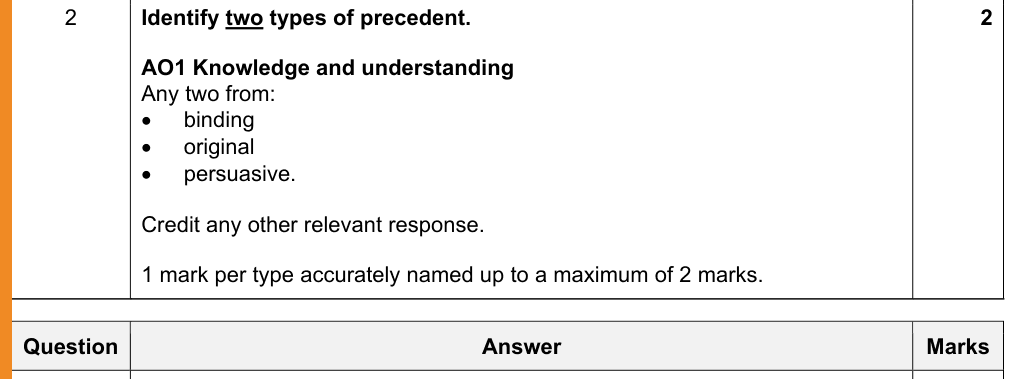 2 Identify two types of precedent. 2
AO1 Knowledge and understanding
Any two from:
• binding
• original
• persuasive.
Credit any other relevant response.
1 mark per type accurately named up to a maximum of 2 marks.
Question Answer Marks